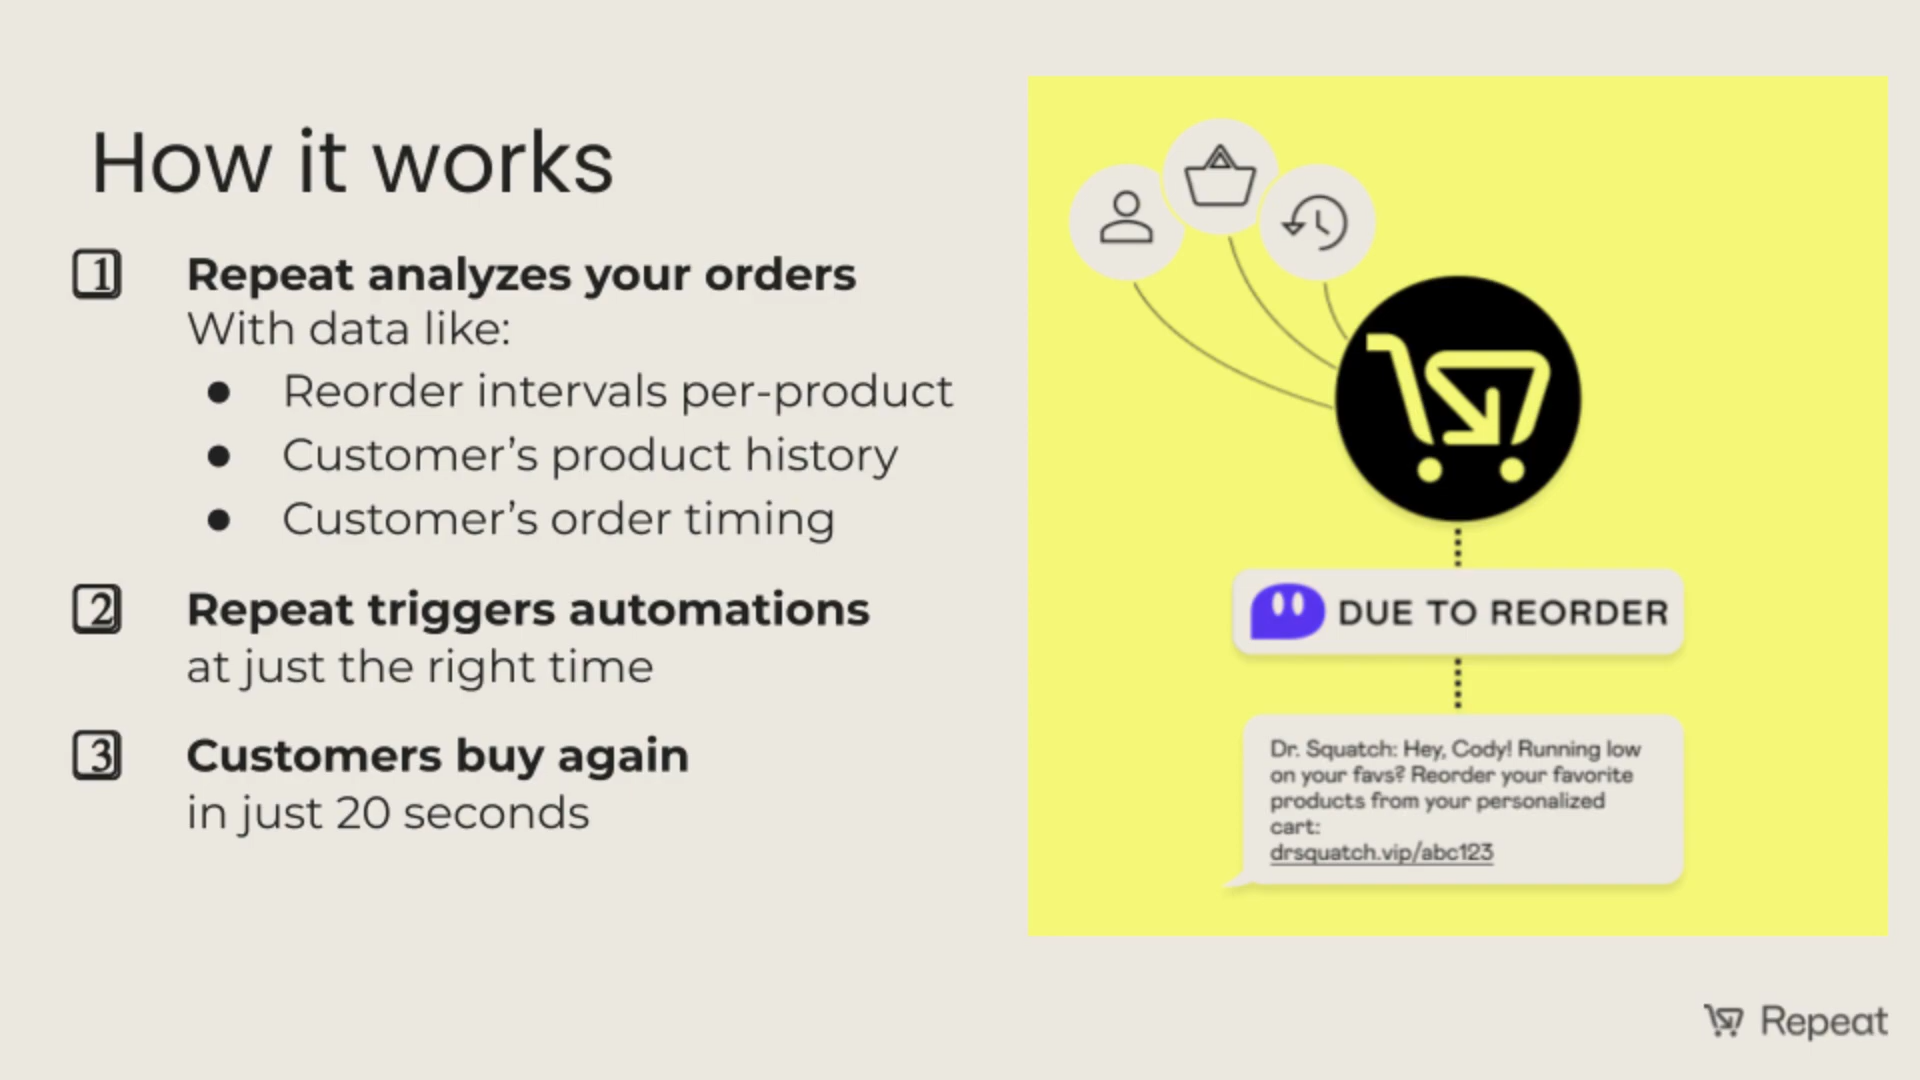 How it works
1 Repeat analyzes your orders
With data like:
● Reorder intervals per-product
● Customer’s product history
● Customer’s order timing
2 Repeat triggers automations
at just the right time
3 Customers buy again
in just 20 seconds
DUE TO REORDER
Dr. Squatch: Hey, Cody! Running low
on your favs? Reorder your favorite
products from your personalized
cart:
drsquatch.vip/abc123
Repeat